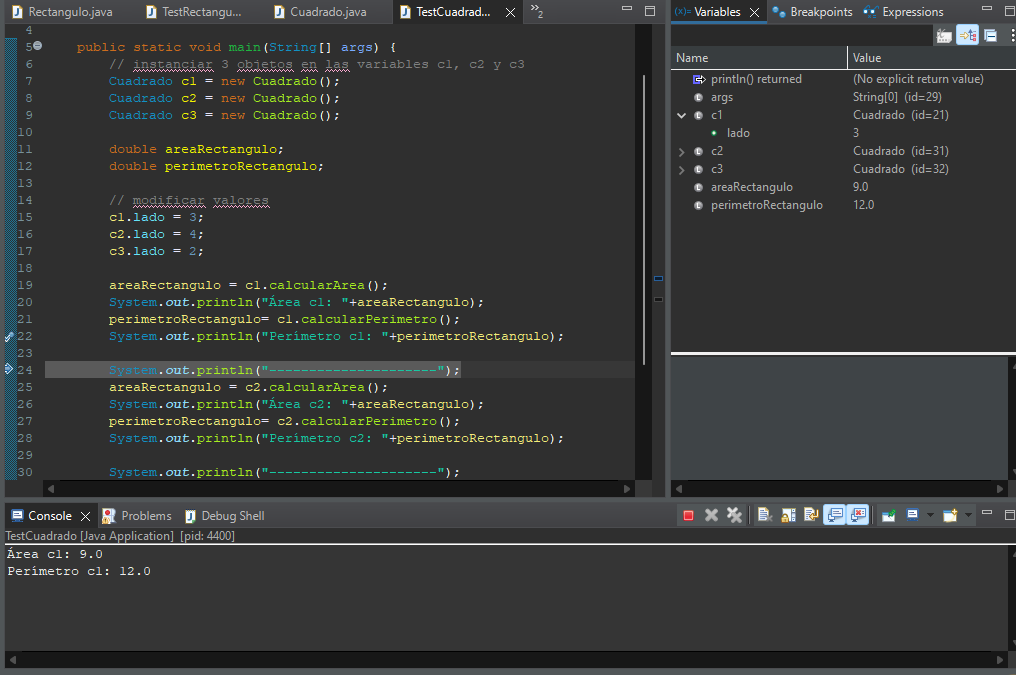 Rectangulo.java TestRectangu... Cuadrado.java TestCuadrad... »2
4
5 public static void main(String[] args) {
6 // instanciar 3 objetos en las variables c1, c2 y c3
7 Cuadrado c1 = new Cuadrado();
8 Cuadrado c2 = new Cuadrado();
9 Cuadrado c3 = new Cuadrado();
10
11 double areaRectangulo;
12 double perimetroRectangulo;
13
14 // modificar valores
15 c1.lado = 3;
16 c2.lado = 4;
17 c3.lado = 2;
18
19 areaRectangulo = c1.calcularArea();
20 System.out.println("Área c1: "+areaRectangulo);
21 perimetroRectangulo= c1.calcularPerimetro();
22 System.out.println("Perímetro c1: "+perimetroRectangulo);
23
24 System.out.println("---------------------");
25 areaRectangulo = c2.calcularArea();
26 System.out.println("Área c2: "+areaRectangulo);
27 perimetroRectangulo= c2.calcularPerimetro();
28 System.out.println("Perímetro c2: "+perimetroRectangulo);
29
30 System.out.println("---------------------");
(x)= Variables Breakpoints Expressions
Name Value
println() returned (No explicit return value)
args String[0] (id=29)
c1 Cuadrado (id=21)
lado 3
c2 Cuadrado (id=31)
c3 Cuadrado (id=32)
areaRectangulo 9.0
perimetroRectangulo 12.0
Console Problems Debug Shell
TestCuadrado [Java Application] [pid: 4400]
Área c1: 9.0
Perímetro c1: 12.0